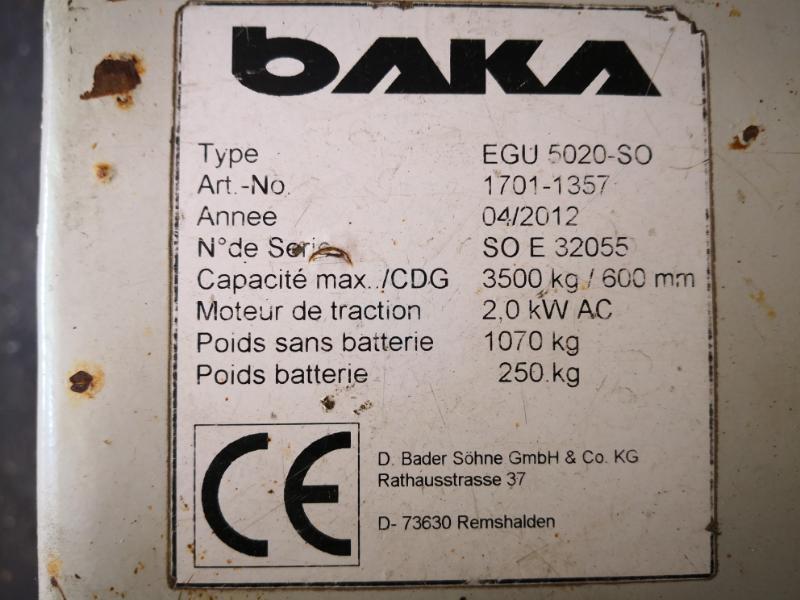 baKa
Type EGU 5020-SO
Art.-No. 1701-1357
Annee 04/2012
N°de Serie SO E 32055
Capacité max../CDG 3500 kg / 600 mm
Moteur de traction 2,0 kW AC
Poids sans batterie 1070 kg
Poids batterie 250 kg
CE
D. Bader Söhne GmbH & Co. KG
Rathausstrasse 37
D- 73630 Remshalden